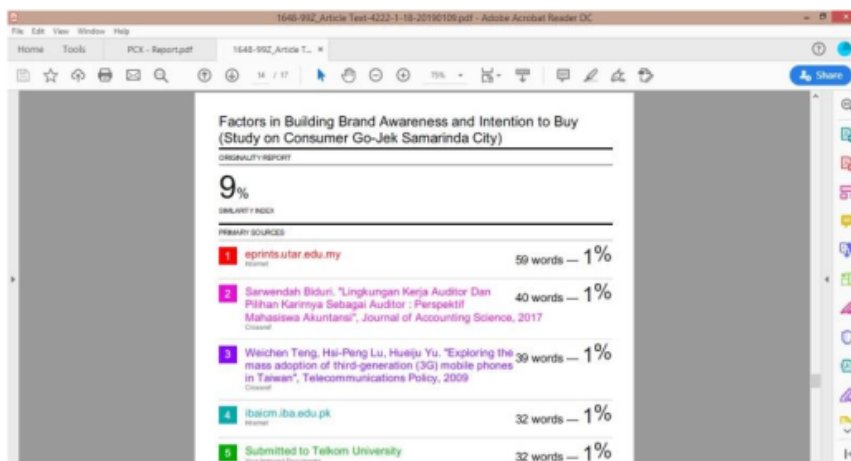 1648-99Z_Article Text-4222-1-18-20190109.pdf - Adobe Acrobat Reader DC
File Edit View Window Help
Home Tools PCX - Report.pdf 1648-99Z_Article T... ×
14 / 17 75% Share
Factors in Building Brand Awareness and Intention to Buy
(Study on Consumer Go-Jek Samarinda City)
ORIGINALITY REPORT
9%
SIMILARITY INDEX
PRIMARY SOURCES
1 eprints.utar.edu.my 59 words — 1%
Internet
2 Sarwendah Biduri. "Lingkungan Kerja Auditor Dan 40 words — 1%
Pilihan Karirnya Sebagai Auditor : Perspektif
Mahasiswa Akuntansi", Journal of Accounting Science, 2017
Crossref
3 Weichen Teng, Hsi-Peng Lu, Hueiju Yu. "Exploring the 39 words — 1%
mass adoption of third-generation (3G) mobile phones
in Taiwan", Telecommunications Policy, 2009
Crossref
4 ibaicm.iba.edu.pk 32 words — 1%
Internet
5 Submitted to Telkom University 32 words — 1%